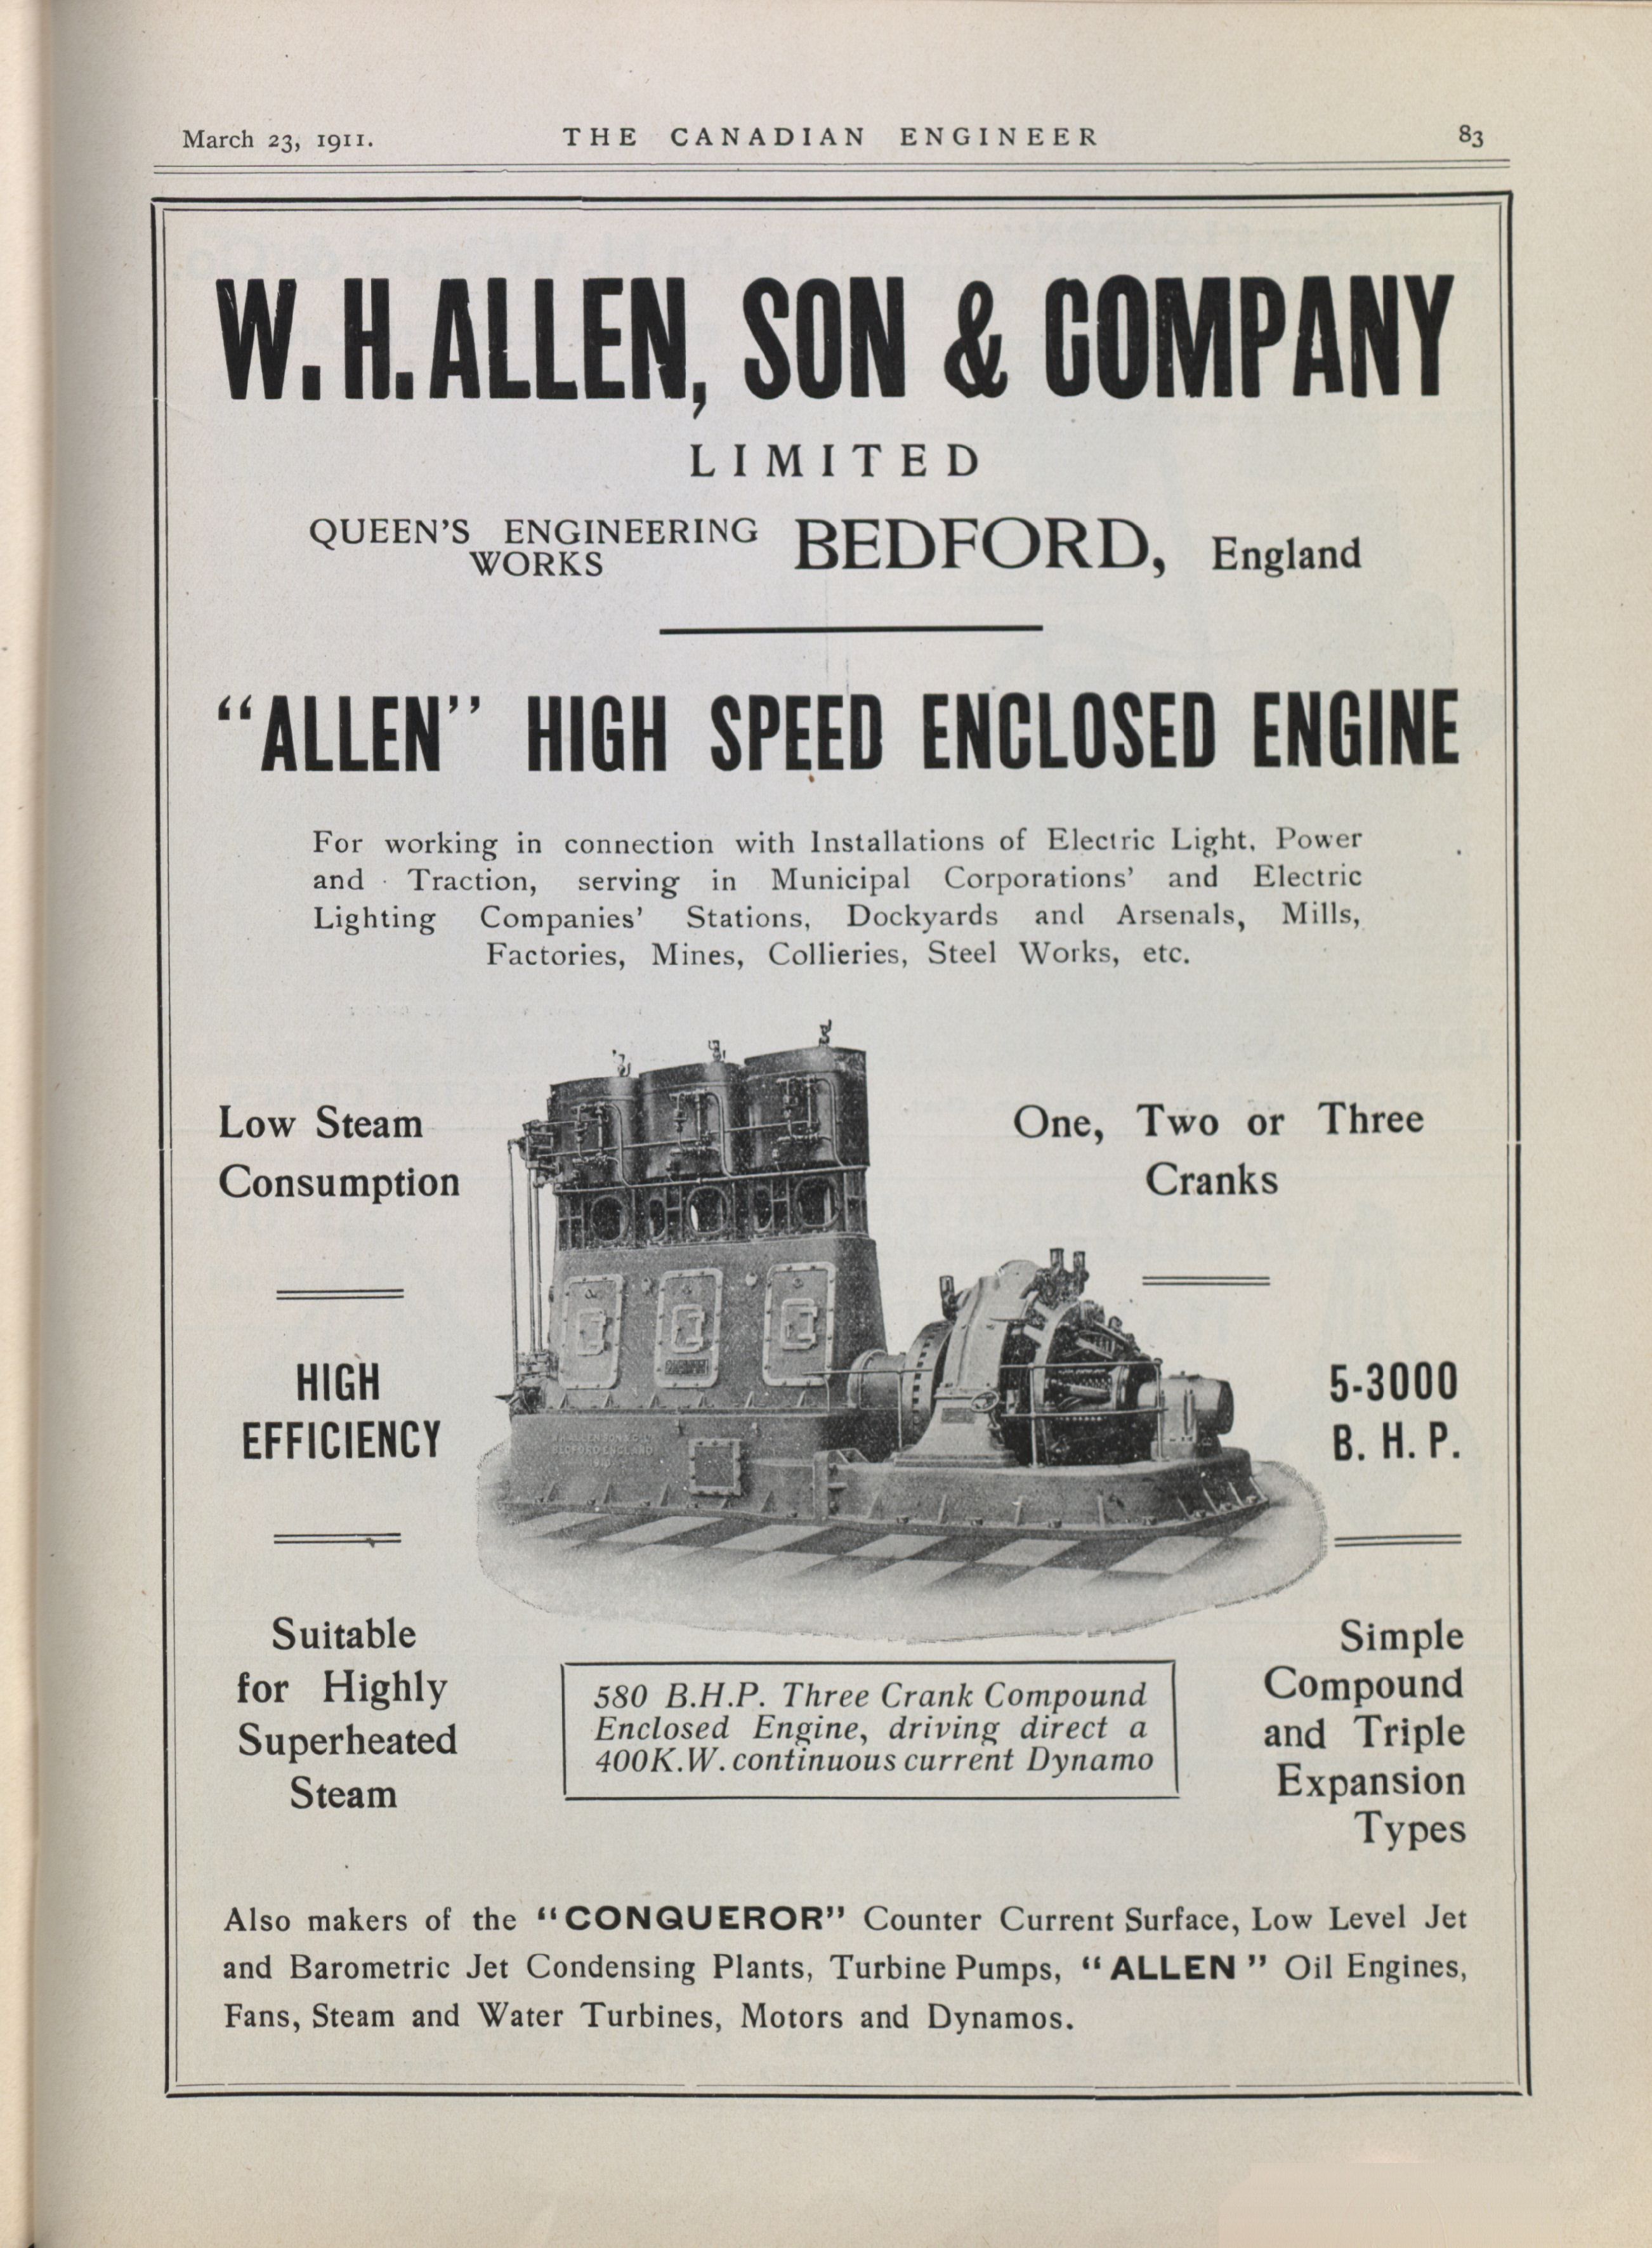 March 23, 1911.
THE CANADIAN ENGINEER
83
W. H. ALLEN, SON & COMPANY
LIMITED
QUEEN'S ENGINEERING
WORKS
BEDFORD, England
"ALLEN" HIGH SPEED ENCLOSED ENGINE
For working in connection with Installations of Electric Light, Power
and Traction, serving in Municipal Corporations' and Electric
Lighting Companies' Stations, Dockyards and Arsenals, Mills,
Factories, Mines, Collieries, Steel Works, etc.
Low Steam
Consumption
One, Two or Three
Cranks
HIGH
EFFICIENCY
5-3000
B. H. P.
BEDFORD ENGLAND
Suitable
for Highly
Superheated
Steam
580 B.H.P. Three Crank Compound
Enclosed Engine, driving direct a
400K.W. continuous current Dynamo
Simple
Compound
and Triple
Expansion
Types
Also makers of the "CONQUEROR" Counter Current Surface, Low Level Jet
and Barometric Jet Condensing Plants, Turbine Pumps, "ALLEN" Oil Engines,
Fans, Steam and Water Turbines, Motors and Dynamos.